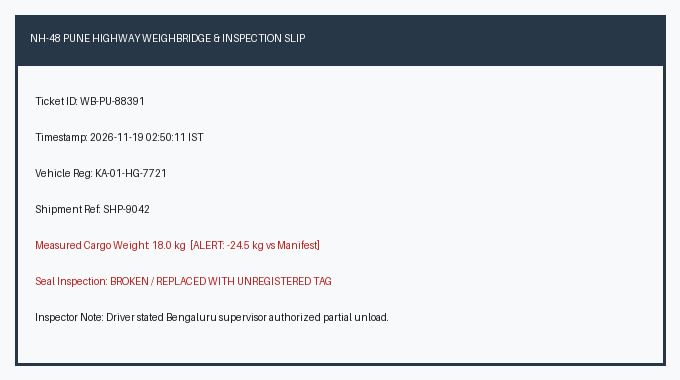 NH-48 PUNE HIGHWAY WEIGHBRIDGE & INSPECTION SLIP
Ticket ID: WB-PU-88391
Timestamp: 2026-11-19 02:50:11 IST
Vehicle Reg: KA-01-HG-7721
Shipment Ref: SHP-9042
Measured Cargo Weight: 18.0 kg [ALERT: -24.5 kg vs Manifest]
Seal Inspection: BROKEN / REPLACED WITH UNREGISTERED TAG
Inspector Note: Driver stated Bengaluru supervisor authorized partial unload.